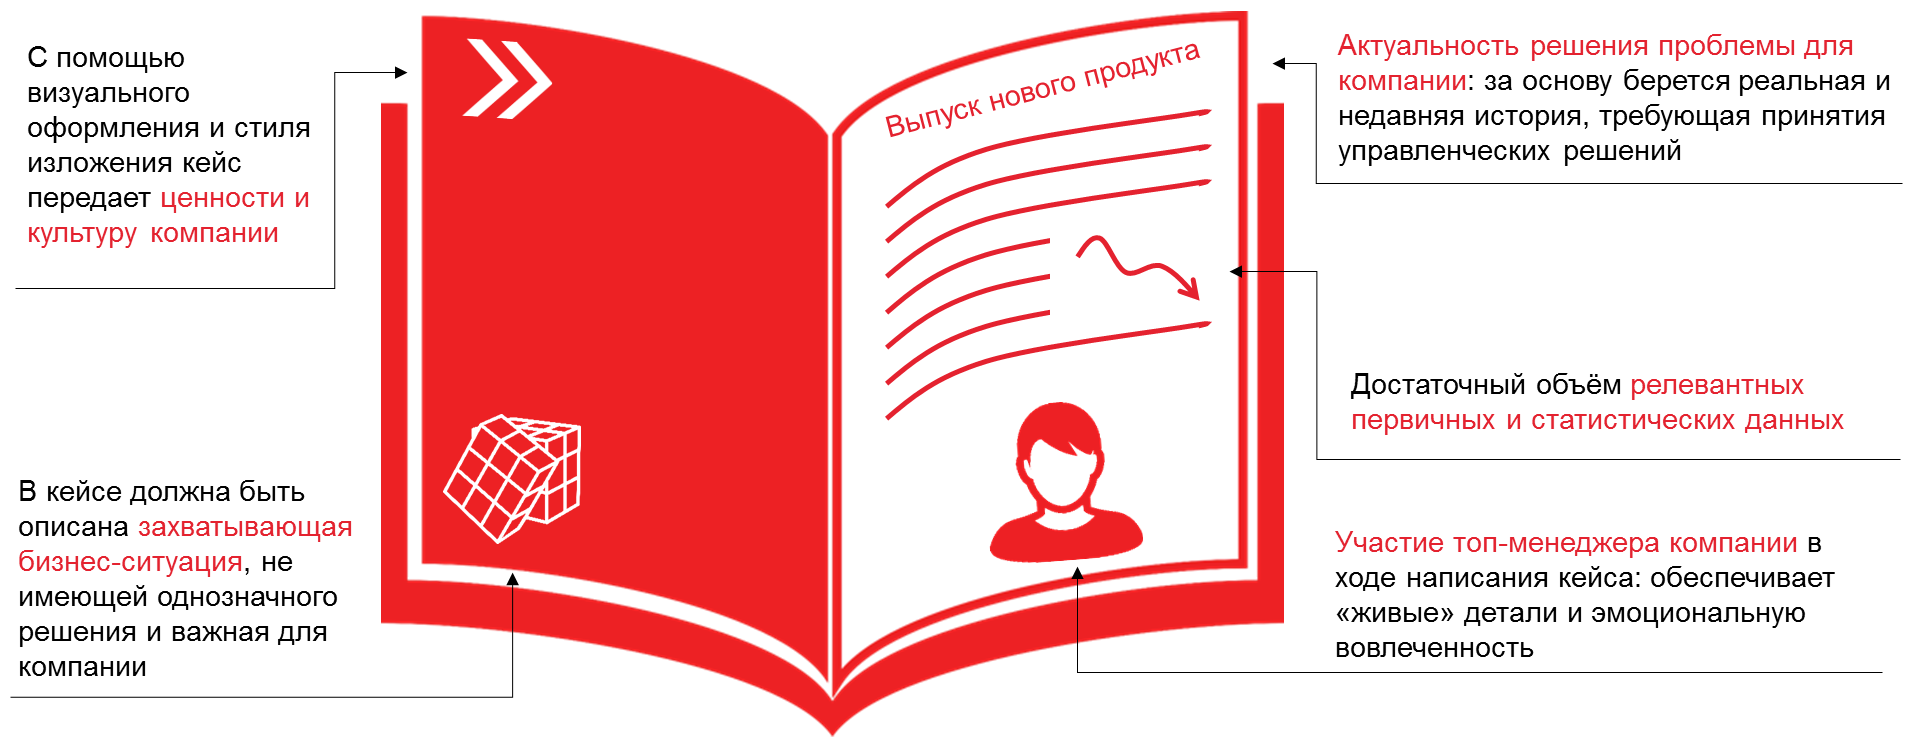 С помощью
визуального
оформления и стиля
изложения кейс
передает ценности и
культуру компании
В кейсе должна быть
описана захватывающая
бизнес-ситуация, не
имеющей однозначного
решения и важная для
компании
Выпуск нового продукта
Актуальность решения проблемы для
компании: за основу берется реальная и
недавняя история, требующая принятия
управленческих решений
Достаточный объём релевантных
первичных и статистических данных
Участие топ-менеджера компании в
ходе написания кейса: обеспечивает
«живые» детали и эмоциональную
вовлеченность